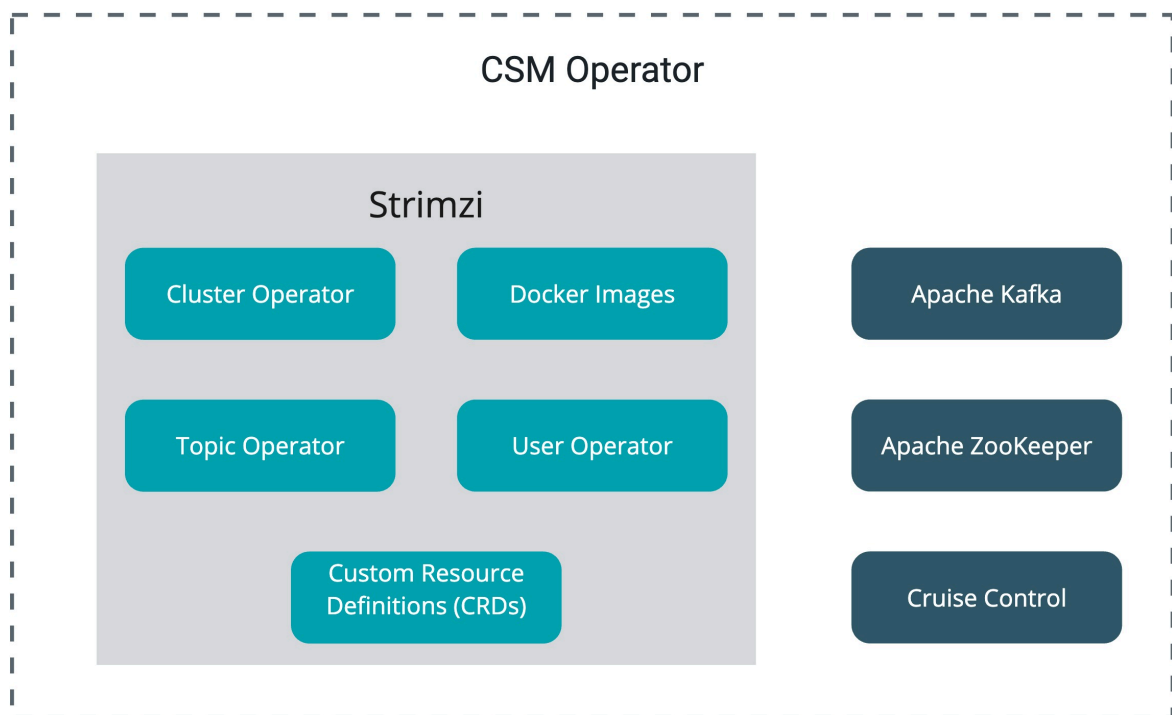 CSM Operator
Strimzi
Cluster Operator
Docker Images
Apache Kafka
Topic Operator
User Operator
Apache ZooKeeper
Custom Resource
Definitions (CRDs)
Cruise Control